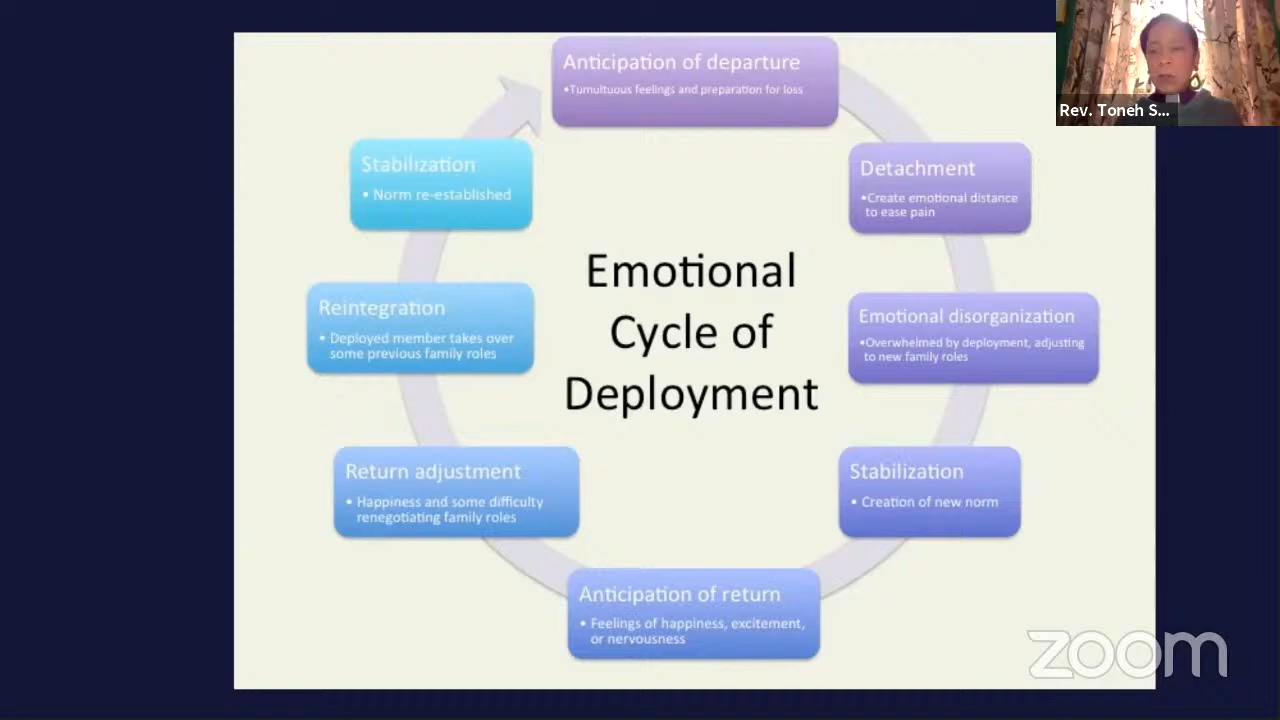 Anticipation of departure
•Tumultuous feelings and preparation for loss
Detachment
•Create emotional distance
to ease pain
Emotional disorganization
•Overwhelmed by deployment, adjusting
to new family roles
Stabilization
• Creation of new norm
Anticipation of return
• Feelings of happiness, excitement,
or nervousness
Return adjustment
• Happiness and some difficulty
renegotiating family roles
Reintegration
• Deployed member takes over
some previous family roles
Stabilization
• Norm re-established
Emotional
Cycle of
Deployment
Rev. Toneh S...
zoom